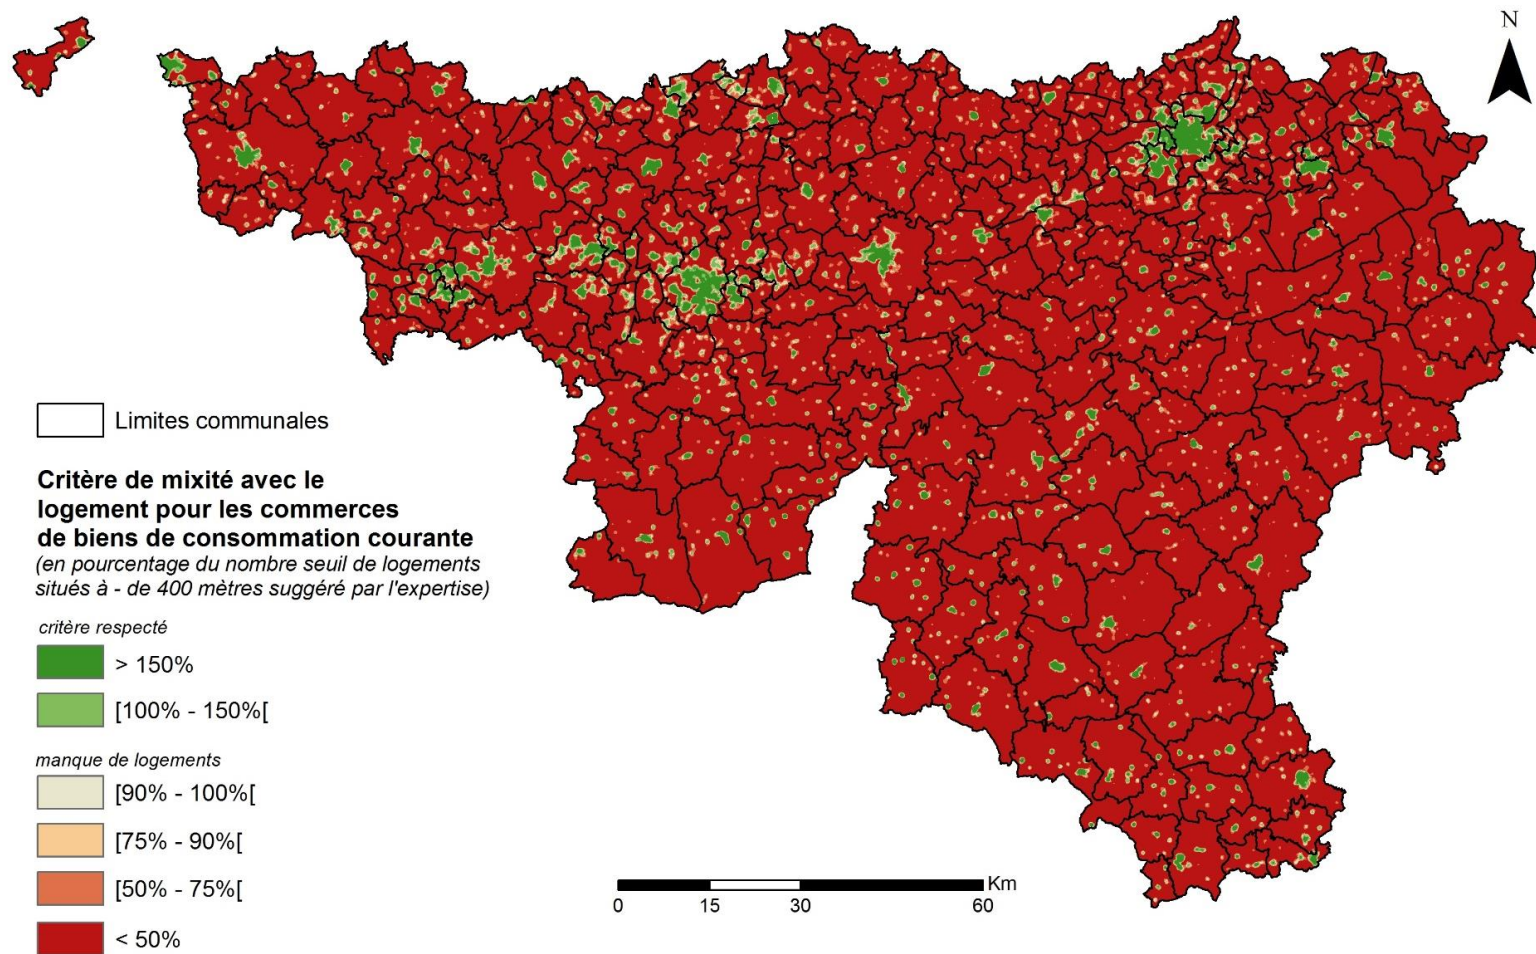 N
Limites communales
Critère de mixité avec le
logement pour les commerces
de biens de consommation courante
(en pourcentage du nombre seuil de logements
situés à - de 400 mètres suggéré par l'expertise)
critère respecté
> 150%
[100% - 150%[
manque de logements
[90% - 100%[
[75% - 90%[
[50% - 75%[
< 50%
Km
0 15 30 60